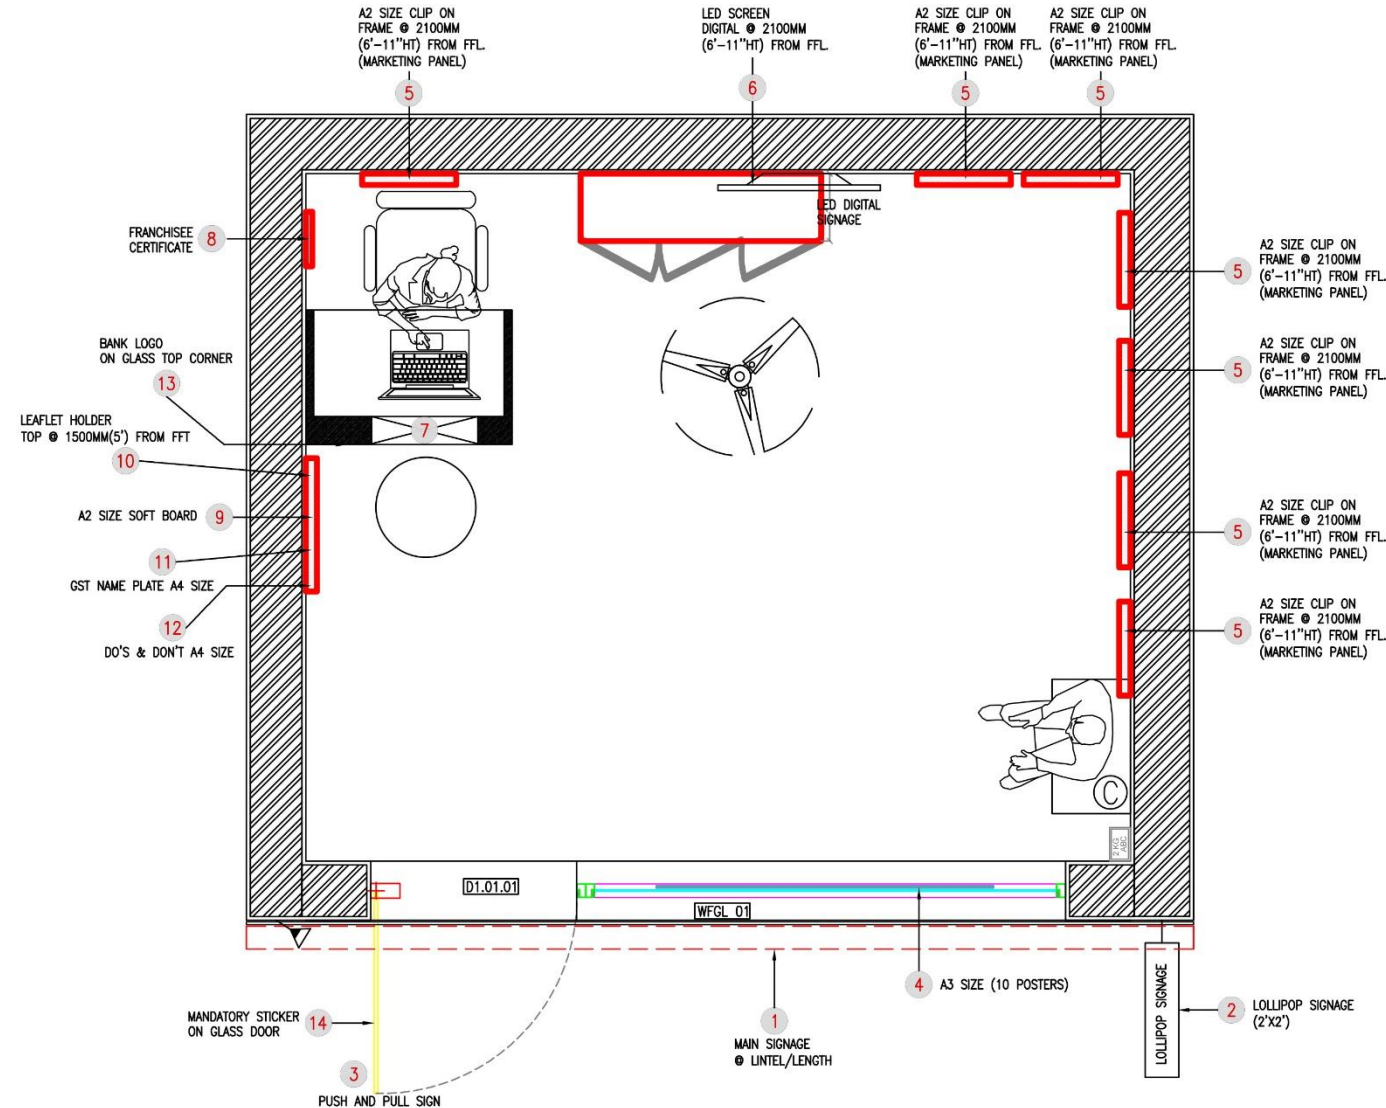 A2 SIZE CLIP ON
FRAME @ 2100MM
(6'-11"HT) FROM FFL.
(MARKETING PANEL)
5
LED SCREEN
DIGITAL @ 2100MM
(6'-11"HT) FROM FFL.
6
A2 SIZE CLIP ON
FRAME @ 2100MM
(6'-11"HT) FROM FFL.
(MARKETING PANEL)
5
A2 SIZE CLIP ON
FRAME @ 2100MM
(6'-11"HT) FROM FFL.
(MARKETING PANEL)
5
LED DIGITAL
SIGNAGE
FRANCHISEE
CERTIFICATE
8
A2 SIZE CLIP ON
FRAME @ 2100MM
(6'-11"HT) FROM FFL.
(MARKETING PANEL)
5
BANK LOGO
ON GLASS TOP CORNER
13
A2 SIZE CLIP ON
FRAME @ 2100MM
(6'-11"HT) FROM FFL.
(MARKETING PANEL)
5
LEAFLET HOLDER
TOP @ 1500MM(5') FROM FFT
10
7
A2 SIZE SOFT BOARD
9
A2 SIZE CLIP ON
FRAME @ 2100MM
(6'-11"HT) FROM FFL.
(MARKETING PANEL)
5
11
GST NAME PLATE A4 SIZE
12
DO'S & DON'T A4 SIZE
A2 SIZE CLIP ON
FRAME @ 2100MM
(6'-11"HT) FROM FFL.
(MARKETING PANEL)
5
C
2 KG
ABC
D1.01.01
WFGL 01
4
A3 SIZE (10 POSTERS)
MANDATORY STICKER
ON GLASS DOOR
14
1
MAIN SIGNAGE
@ LINTEL/LENGTH
LOLLIPOP SIGNAGE
2
LOLLIPOP SIGNAGE
(2'X2')
3
PUSH AND PULL SIGN